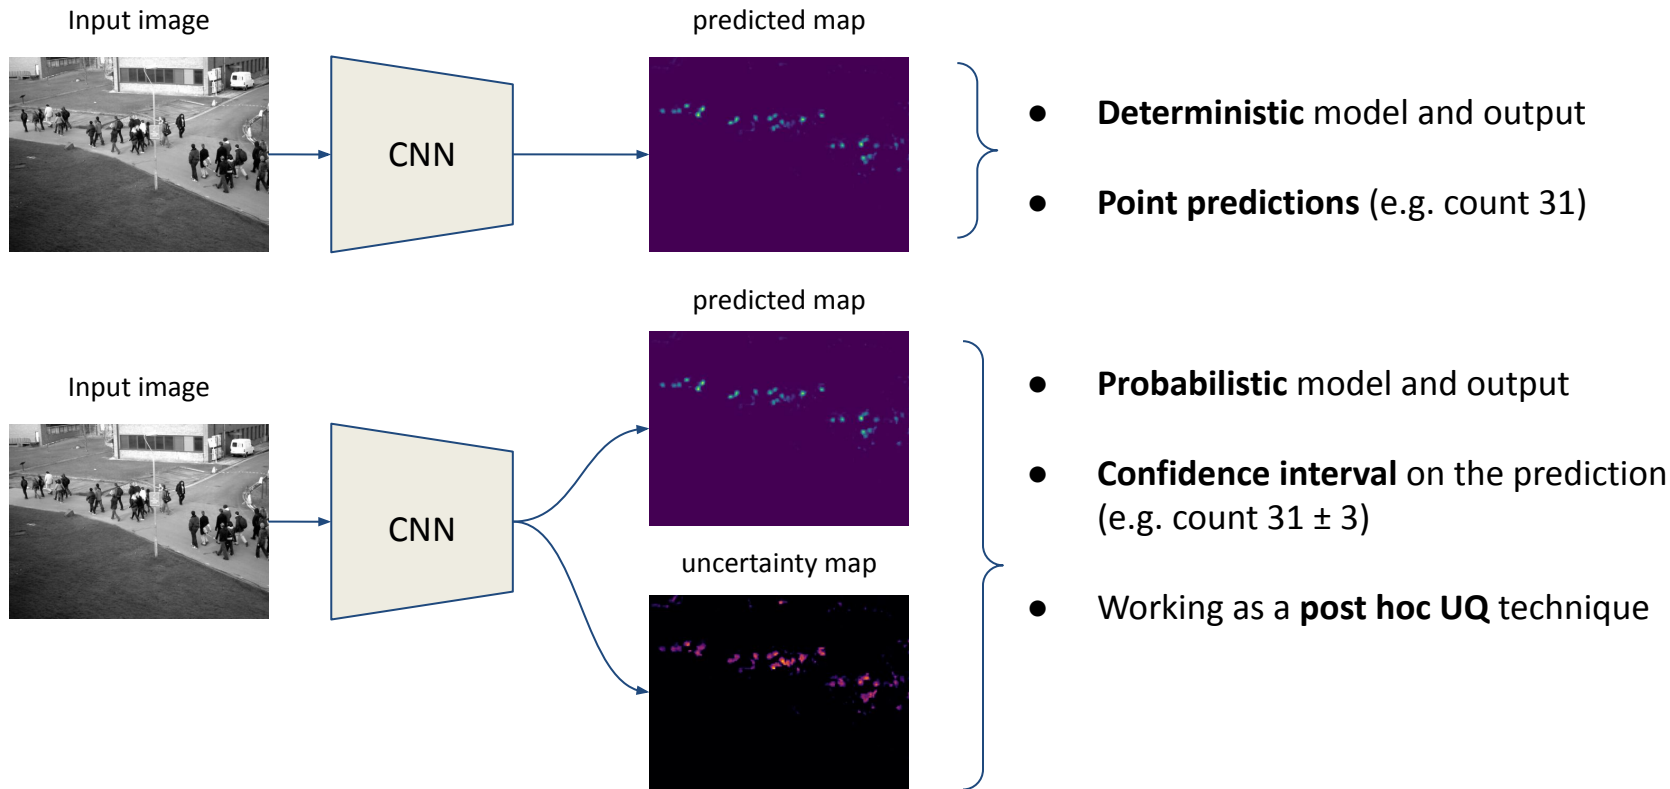 Input image
predicted map
CNN
● Deterministic model and output
● Point predictions (e.g. count 31)
predicted map
Input image
CNN
uncertainty map
● Probabilistic model and output
● Confidence interval on the prediction
(e.g. count 31 ± 3)
● Working as a post hoc UQ technique